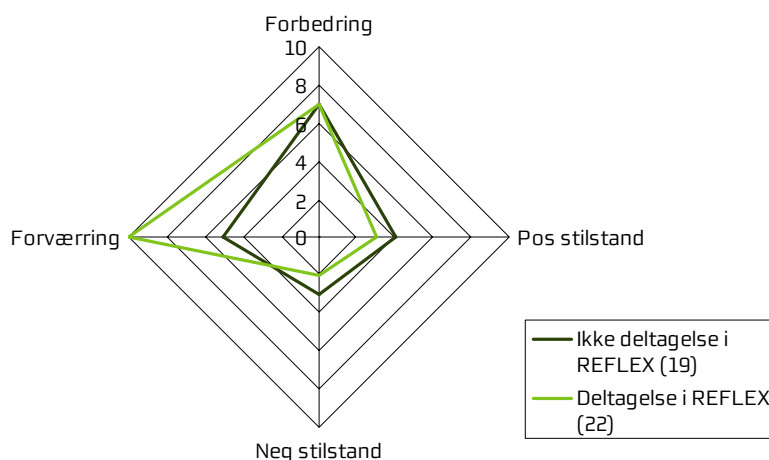 Forbedring
10
8
6
4
2
0
Forværring
Pos stilstand
Neg stilstand
Ikke deltagelse i
REFLEX (19)
Deltagelse i REFLEX
(22)